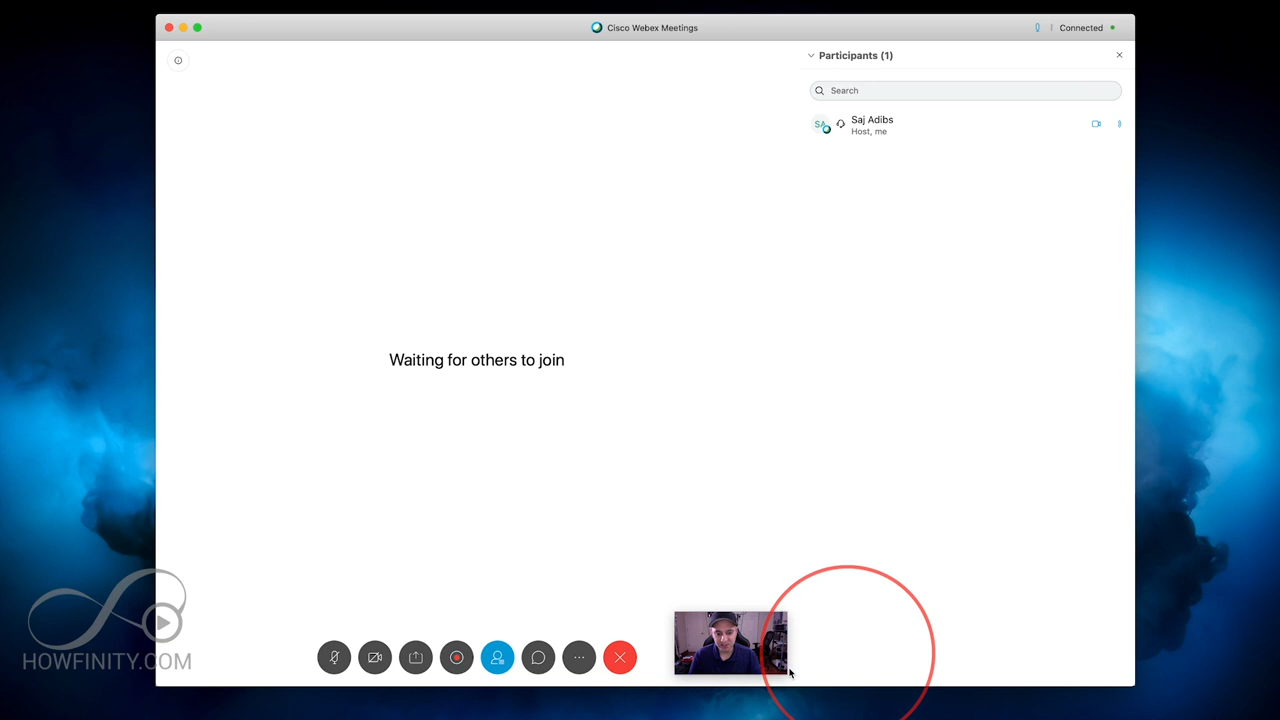 Cisco Webex Meetings
Connected
Participants (1)
Search
SA
Saj Adibs
Host, me
Waiting for others to join
HOWFINITY.COM